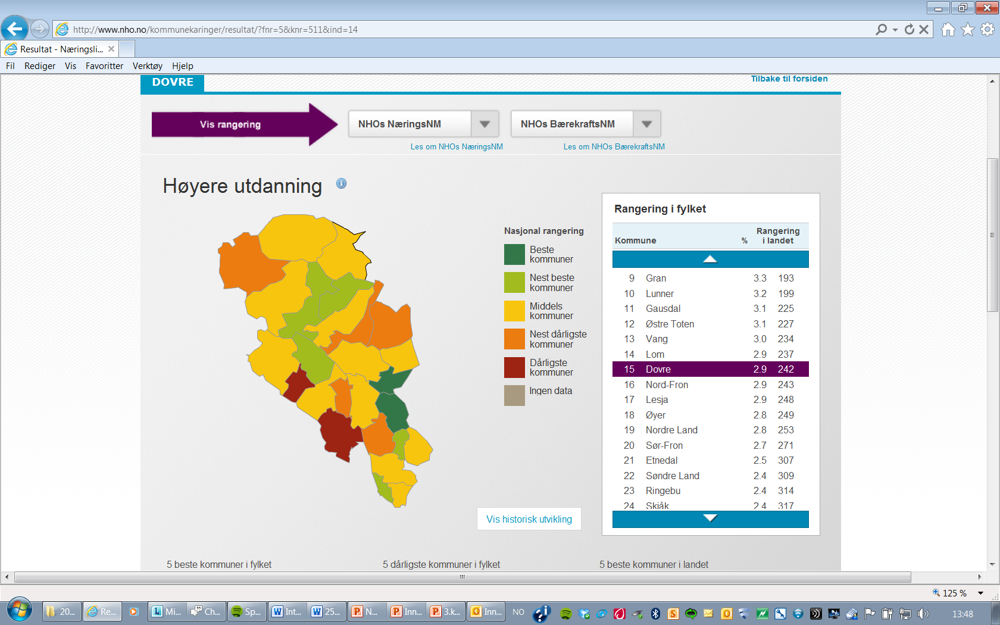 http://www.nho.no/kommunekaringer/resultat/?fnr=5&knr=511&ind=14
Resultat - Næringsli...
Fil Rediger Vis Favoritter Verktøy Hjelp
DOVRE
Tilbake til forsiden
Vis rangering
NHOs NæringsNM
NHOs BærekraftsNM
Les om NHOs NæringsNM
Les om NHOs BærekraftsNM
Høyere utdanning
i
Nasjonal rangering
Beste
kommuner
Nest beste
kommuner
Middels
kommuner
Nest dårligste
kommuner
Dårligste
kommuner
Ingen data
Vis historisk utvikling
Rangering i fylket
Kommune % Rangering
i landet
9 Gran 3.3 193
10 Lunner 3.2 199
11 Gausdal 3.1 225
12 Østre Toten 3.1 227
13 Vang 3.0 234
14 Lom 2.9 237
15 Dovre 2.9 242
16 Nord-Fron 2.9 243
17 Lesja 2.9 248
18 Øyer 2.8 249
19 Nordre Land 2.8 253
20 Sør-Fron 2.7 271
21 Etnedal 2.5 307
22 Søndre Land 2.4 309
23 Ringebu 2.4 314
24 Skjåk 2.4 317
5 beste kommuner i fylket
5 dårligste kommuner i fylket
5 beste kommuner i landet
125 %
20... Re... Mi... Ch... Sp... Int... 25... N... Inn... 3.k... Inn... NO 13:48